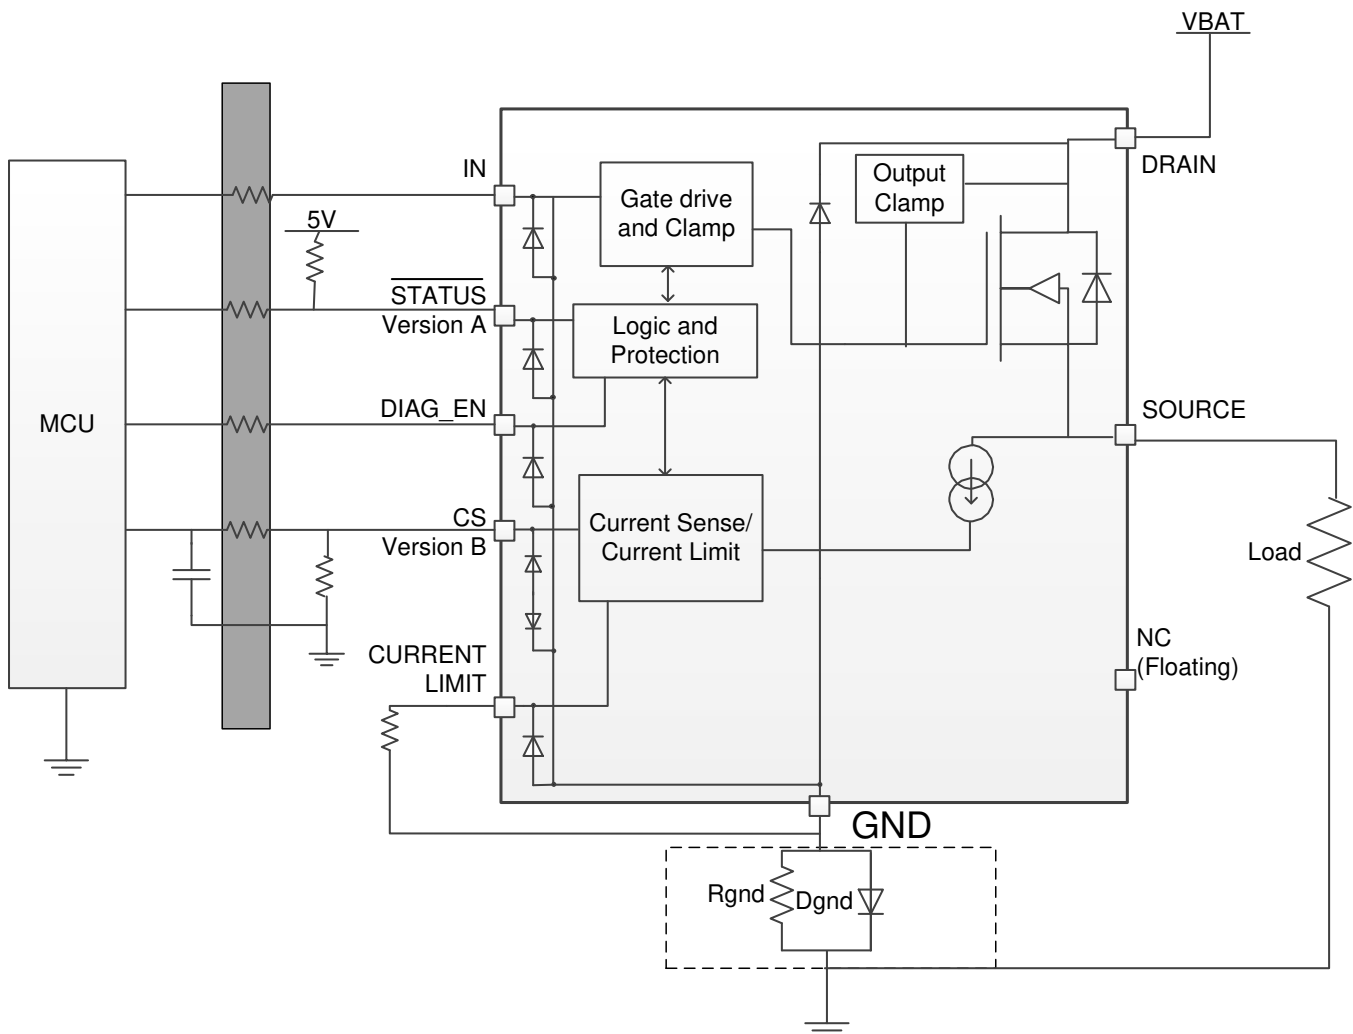 VBAT
IN
DRAIN
Gate drive
and Clamp
Output
Clamp
5V
STATUS
Version A
Logic and
Protection
MCU
DIAG_EN
SOURCE
CS
Version B
Current Sense/
Current Limit
Load
CURRENT
LIMIT
NC
(Floating)
GND
Rgnd
Dgnd